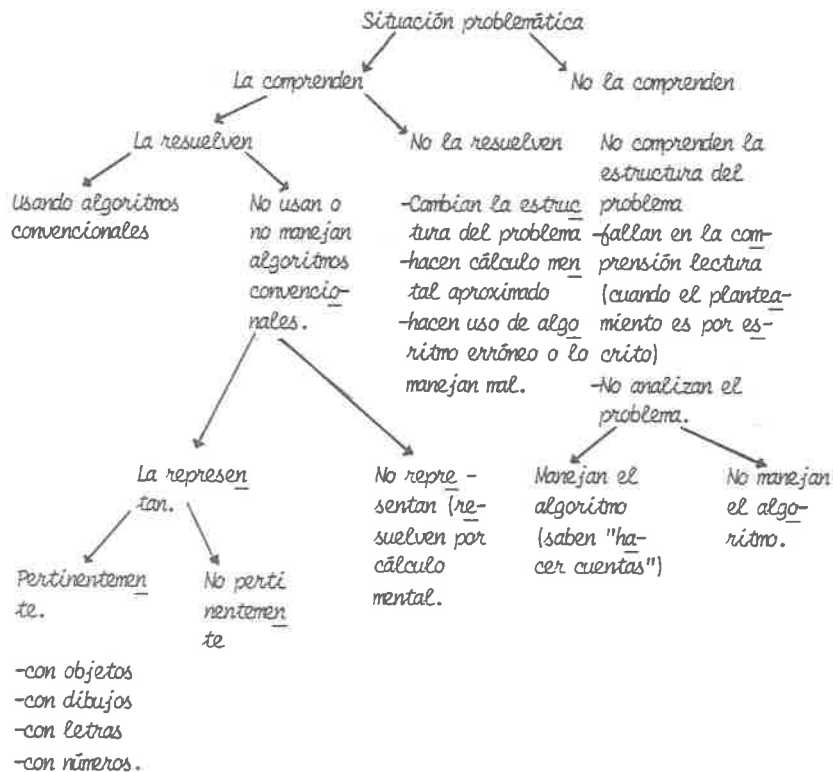 Situación problemática
La comprenden
No la comprenden
La resuelven
No la resuelven
No comprenden la
estructura del
problema
-fallan en la com
prensión lectura
(cuando el plantea-
miento es por es-
crito)
-No analizan el
problema.
Usando algoritmos
convencionales
No usan o
no manejan
algoritmos
convencio-
nales.
-Cambian la estruc
tura del problema
-hacen cálculo men
tal aproximado
-hacen uso de algo
ritmo erróneo o lo
manejan mal.
La represen
tan.
No repre -
sentan (re-
suelven por
cálculo
mental.
Manejan el
algoritmo
(saben "ha-
cer cuentas")
No manejan
el algo-
ritmo.
Pertinentemen
te.
No perti
nentemen
te
-con objetos
-con dibujos
-con letras
-con números.